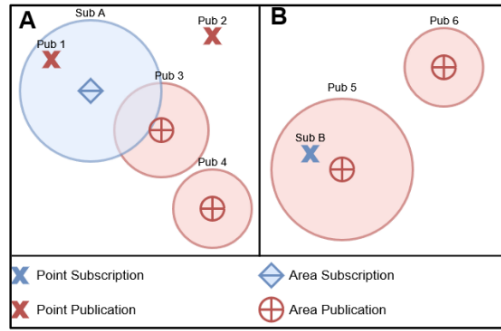 A
Sub A
Pub 1
Pub 2
Pub 3
Pub 4
B
Pub 6
Pub 5
Sub B
Point Subscription
Area Subscription
Point Publication
Area Publication